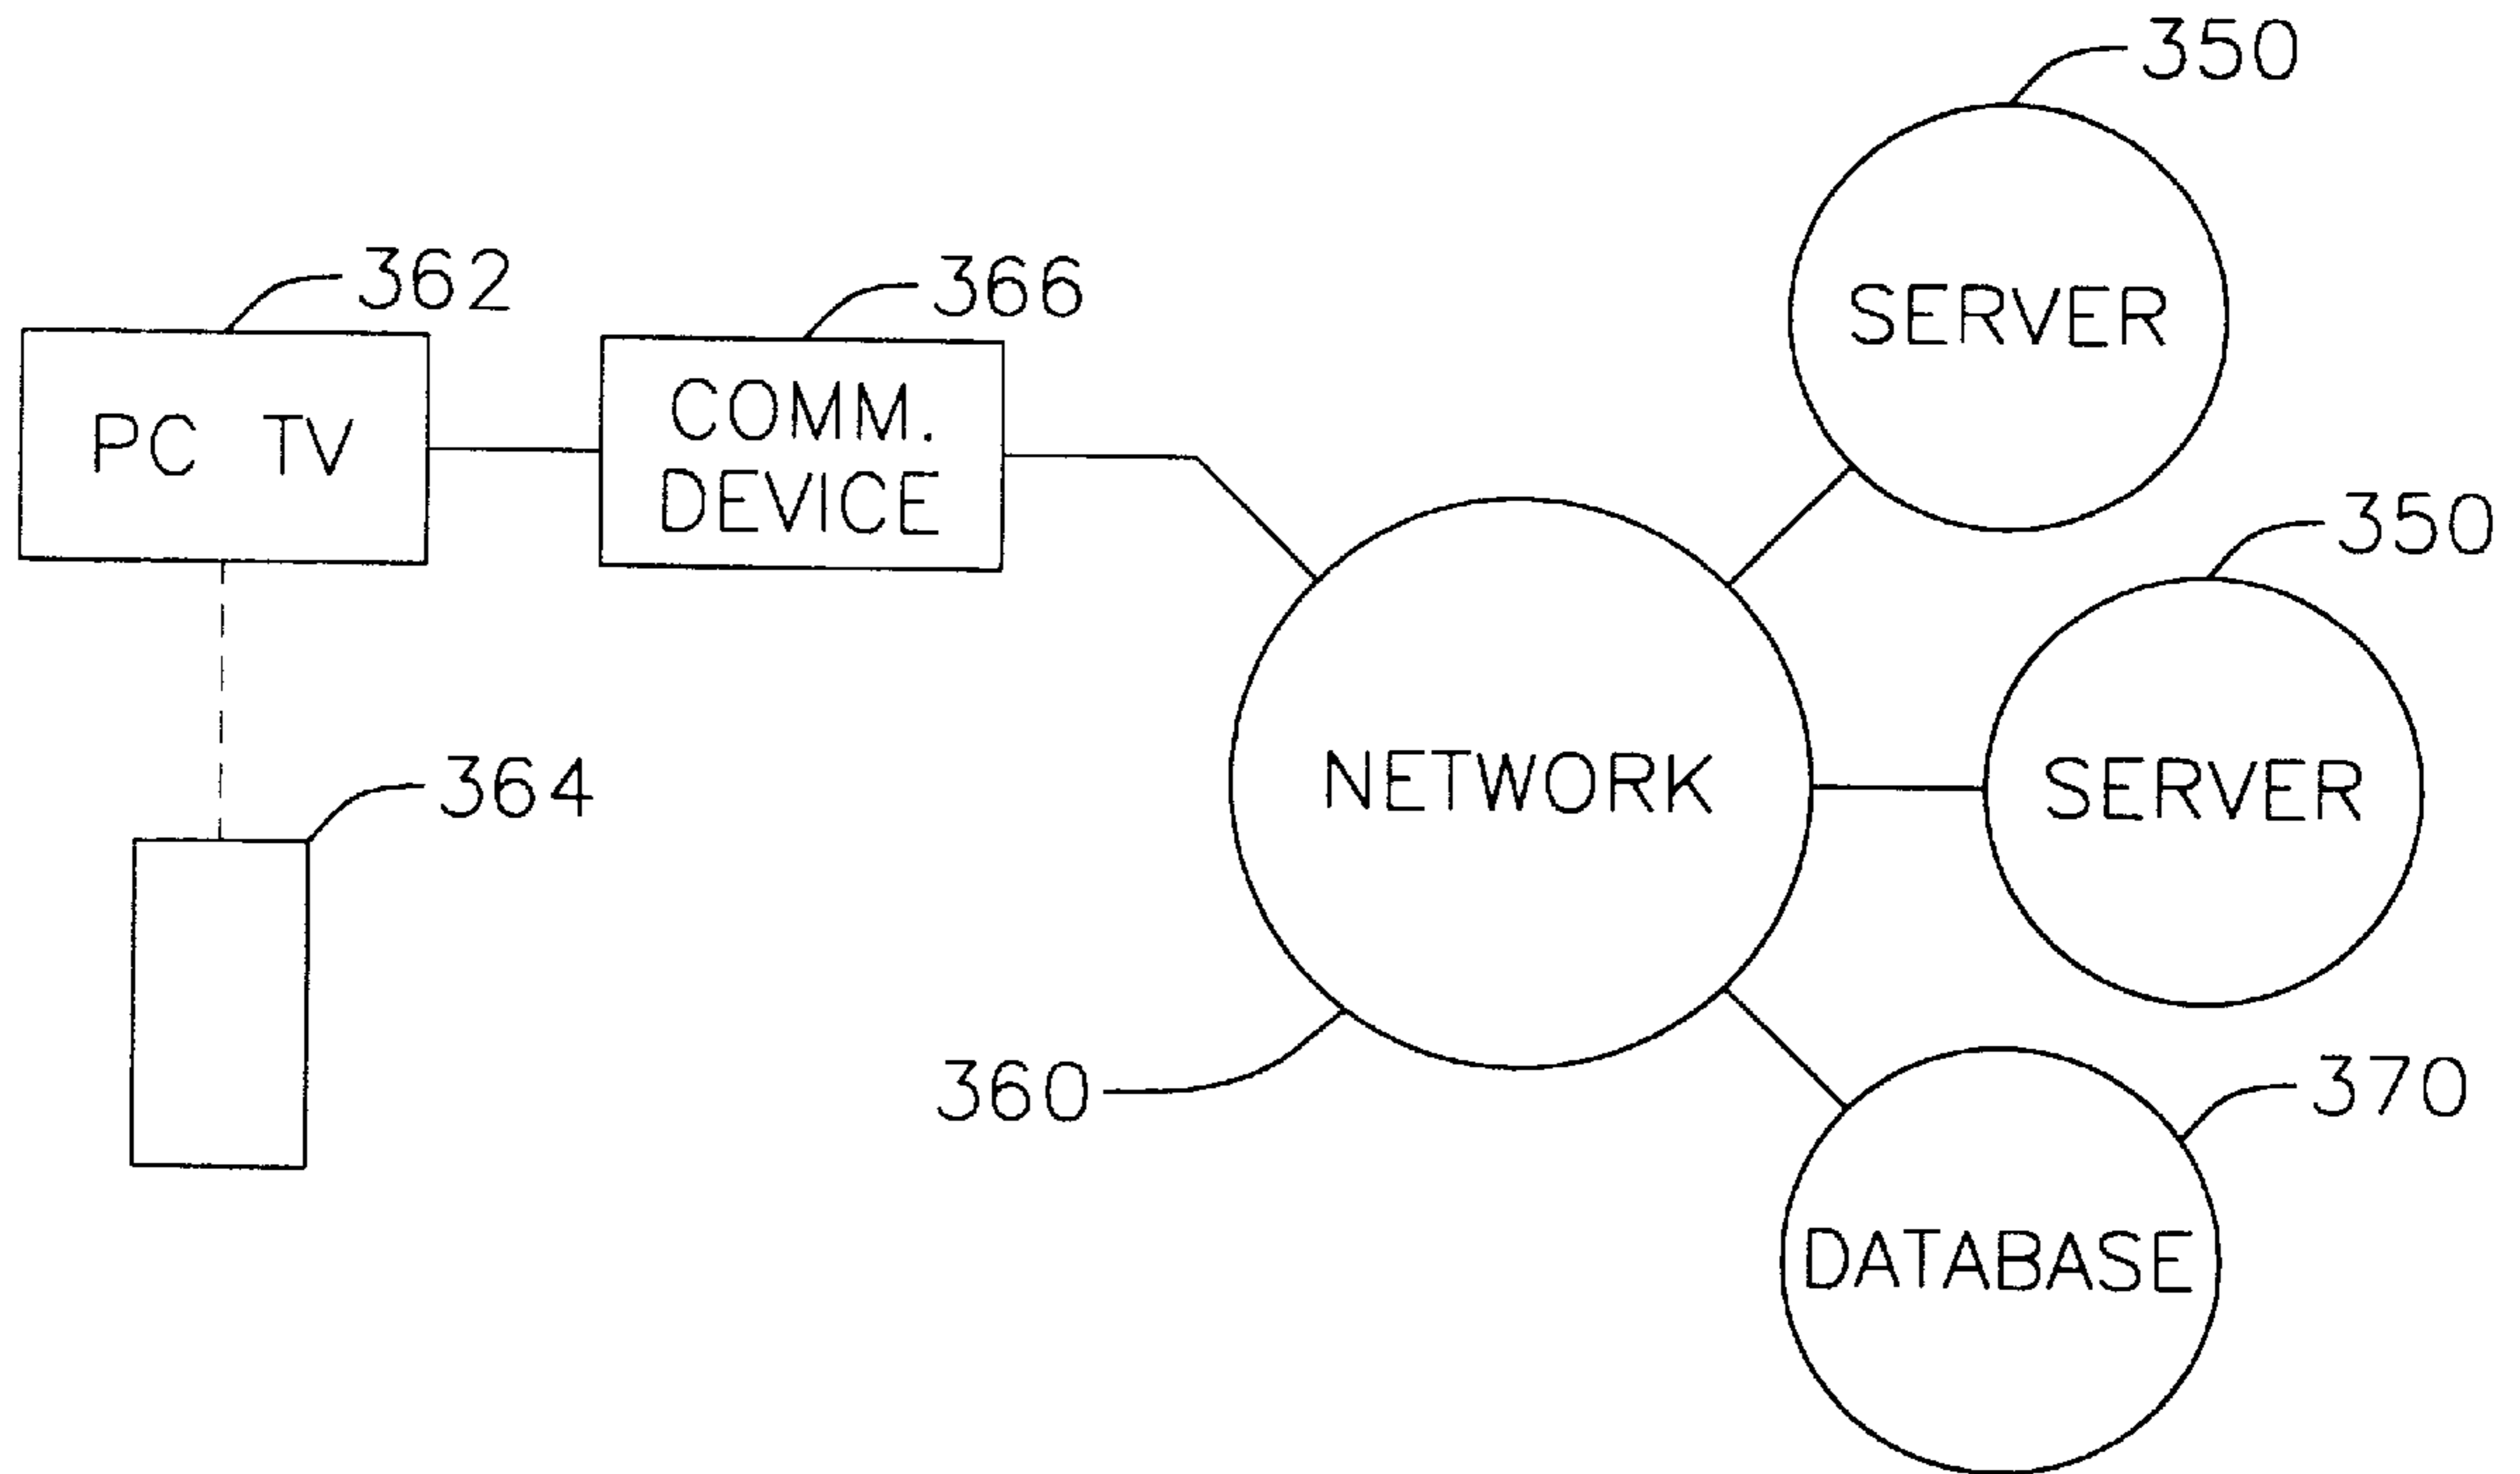 350
362
366
SERVER
PC TV
COMM.
DEVICE
350
NETWORK
SERVER
364
360
370
DATABASE